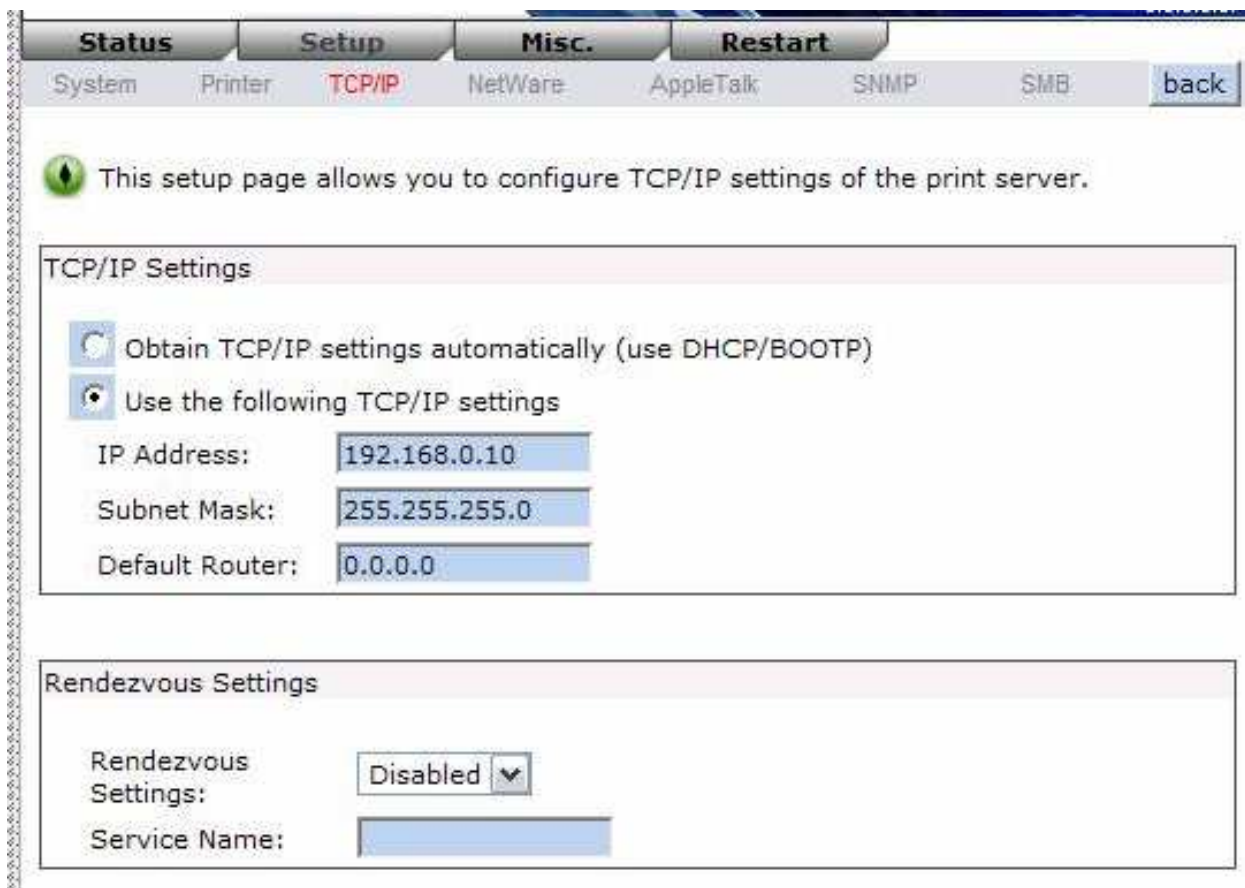 Status Setup Misc. Restart
System Printer TCP/IP NetWare AppleTalk SNMP SMB back
This setup page allows you to configure TCP/IP settings of the print server.
TCP/IP Settings
Obtain TCP/IP settings automatically (use DHCP/BOOTP)
Use the following TCP/IP settings
IP Address: 192.168.0.10
Subnet Mask: 255.255.255.0
Default Router: 0.0.0.0
Rendezvous Settings
Rendezvous
Settings: Disabled
Service Name: